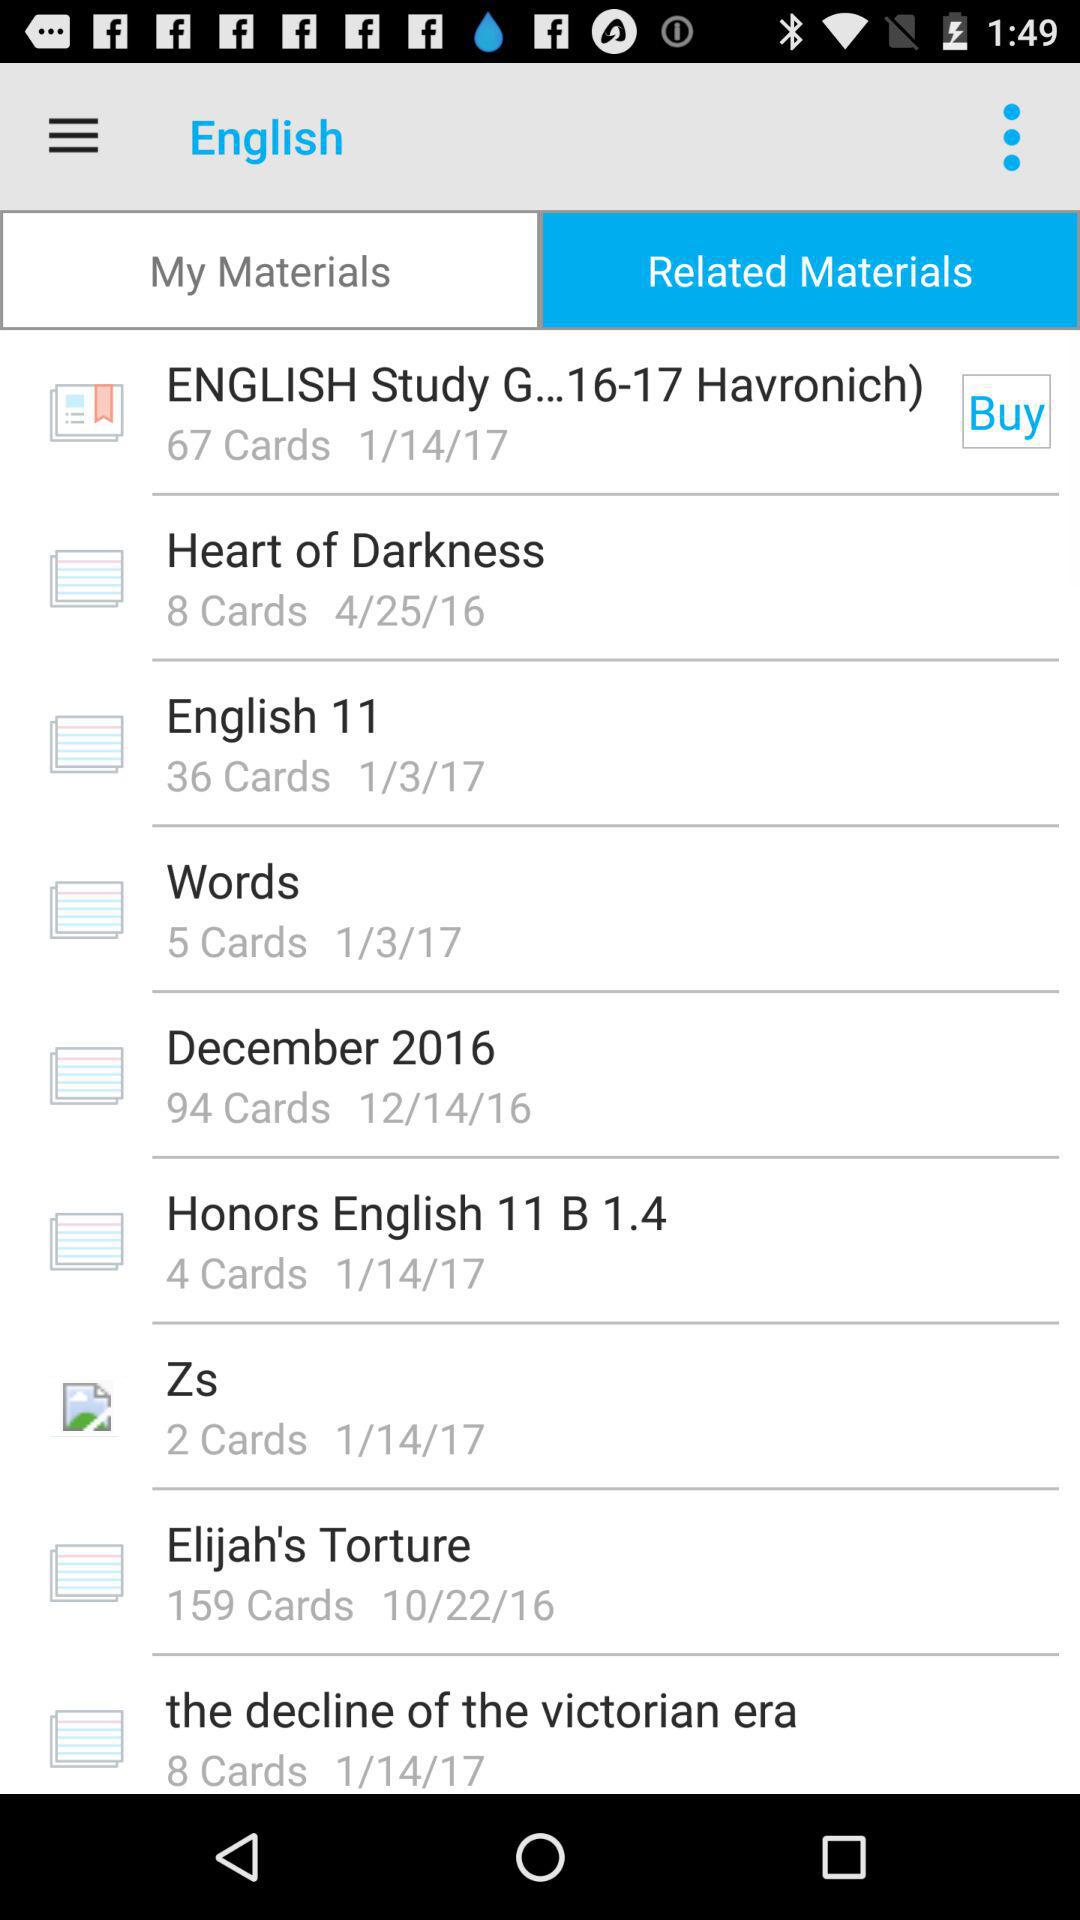 1:49
English
My Materials
Related Materials
ENGLISH Study G...16-17 Havronich)
67 Cards 1/14/17
Buy
Heart of Darkness
8 Cards 4/25/16
English 11
36 Cards 1/3/17
Words
5 Cards 1/3/17
December 2016
94 Cards 12/14/16
Honors English 11 B 1.4
4 Cards 1/14/17
Zs
2 Cards 1/14/17
Elijah's Torture
159 Cards 10/22/16
the decline of the victorian era
8 Cards 1/14/17